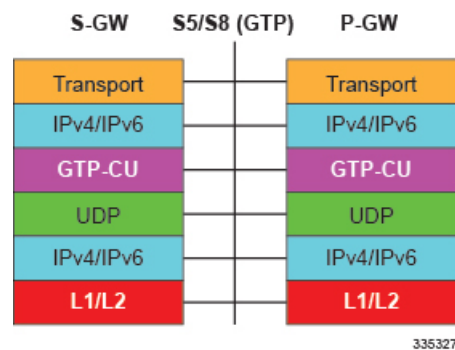 S-GW S5/S8 (GTP) P-GW
Transport Transport
IPv4/IPv6 IPv4/IPv6
GTP-CU GTP-CU
UDP UDP
IPv4/IPv6 IPv4/IPv6
L1/L2 L1/L2
335327